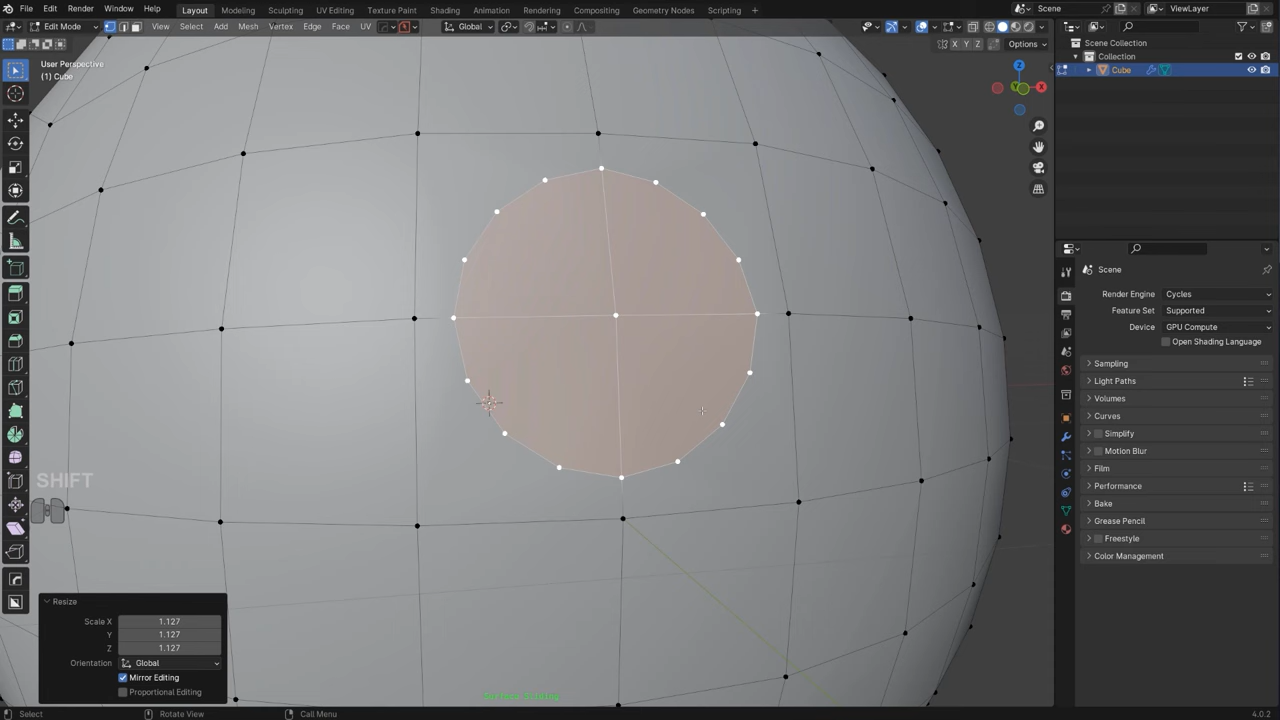 File Edit Render Window Help Layout Modeling Sculpting UV Editing Texture Paint Shading Animation Rendering Compositing Geometry Nodes Scripting + Scene ViewLayer
Edit Mode View Select Add Mesh Vertex Edge Face UV Global
X Y Z Options
User Perspective
(1) Cube
Z
X
Y
Scene Collection
Collection
Cube
Scene
Render Engine Cycles
Feature Set Supported
Device GPU Compute
Open Shading Language
Sampling
Light Paths
Volumes
Curves
Simplify
Motion Blur
Film
Performance
Bake
Grease Pencil
Freestyle
Color Management
SHIFT
Resize
Scale X 1.127
Y 1.127
Z 1.127
Orientation Global
Mirror Editing
Proportional Editing
Select Rotate View Call Menu 4.0.2